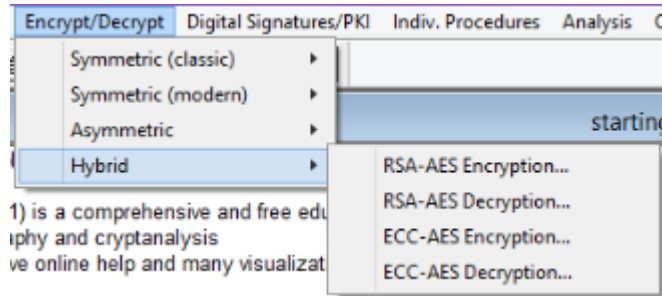 Encrypt/Decrypt Digital Signatures/PKI Indiv. Procedures Analysis
Symmetric (classic)
Symmetric (modern)
Asymmetric
starting
Hybrid
RSA-AES Encryption...
RSA-AES Decryption...
ECC-AES Encryption...
ECC-AES Decryption...
1) is a comprehensive and free edu
aphy and cryptanalysis
ve online help and many visualizat